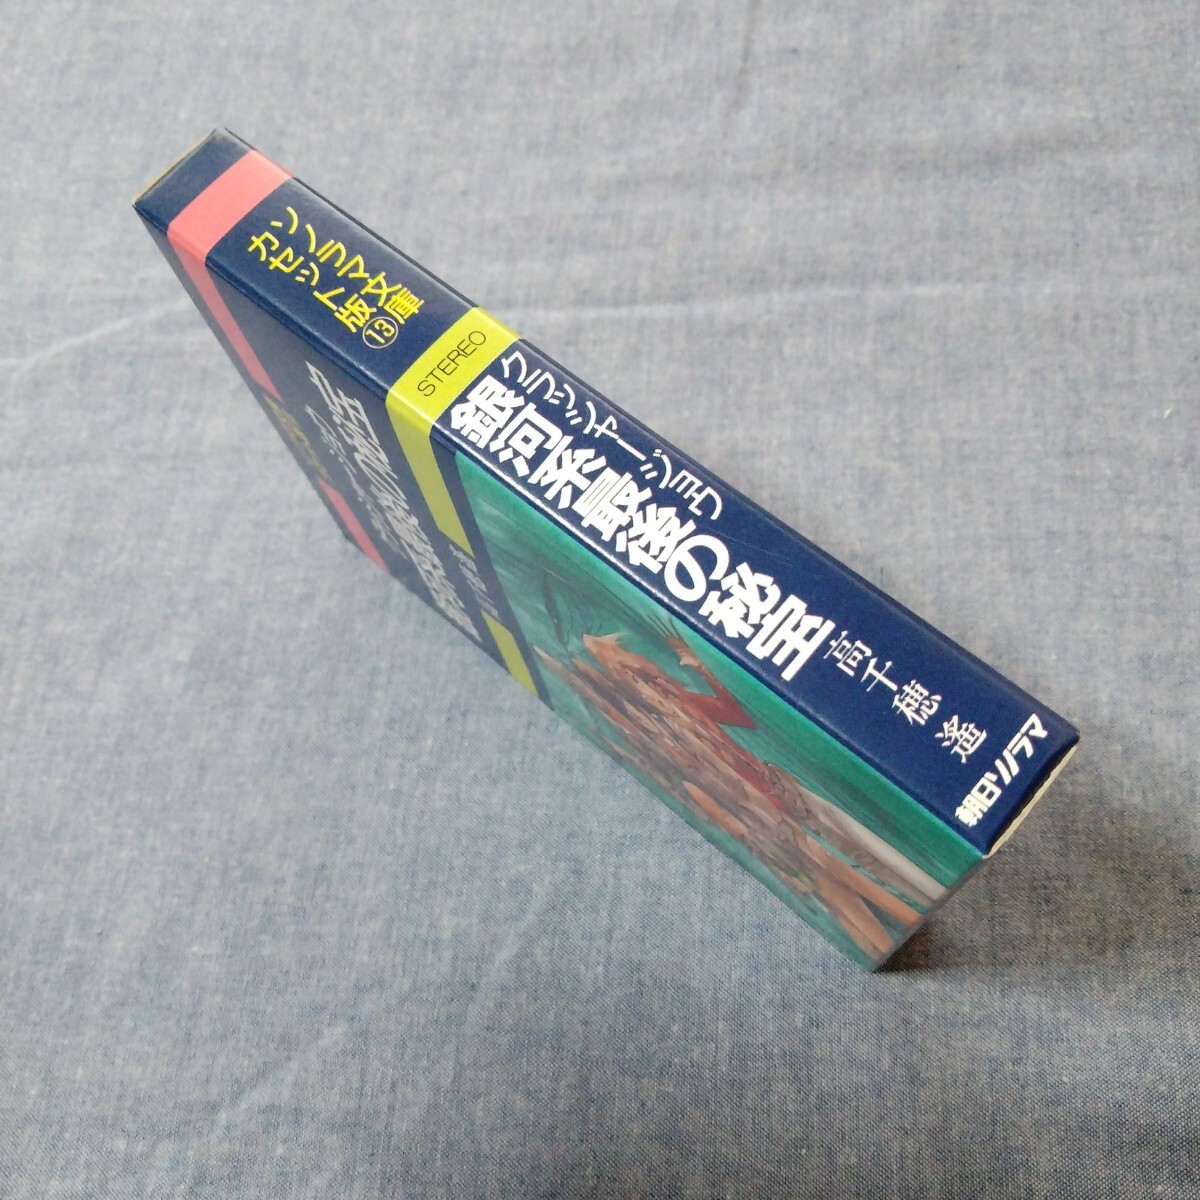 ソノラマ文庫
カセット版⑬
STEREO
クラッシャージョウ
銀河系最後の秘宝
高千穂遙
朝日ソノラマ